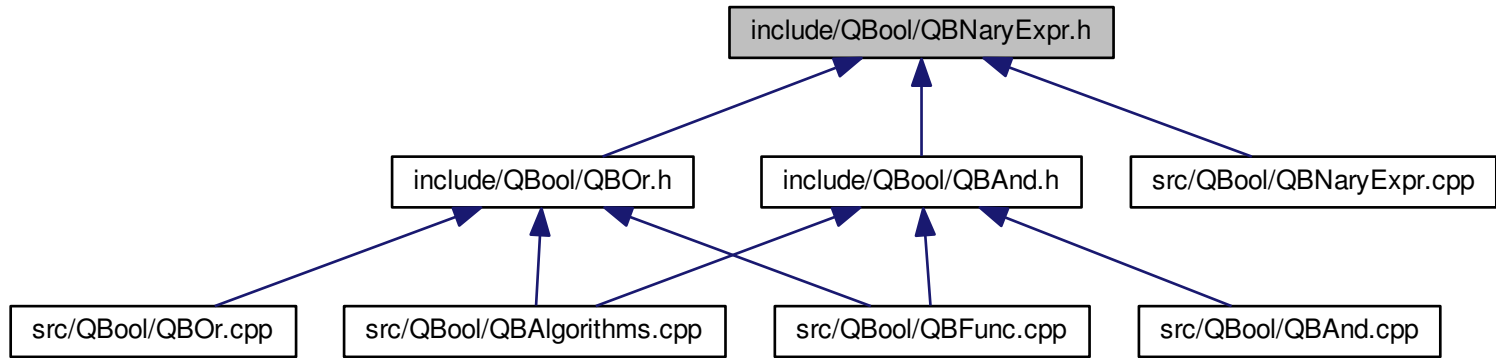 include/QBool/QBNaryExpr.h
include/QBool/QBOr.h
include/QBool/QBAnd.h
src/QBool/QBNaryExpr.cpp
src/QBool/QBOr.cpp
src/QBool/QBAlgorithms.cpp
src/QBool/QBFunc.cpp
src/QBool/QBAnd.cpp